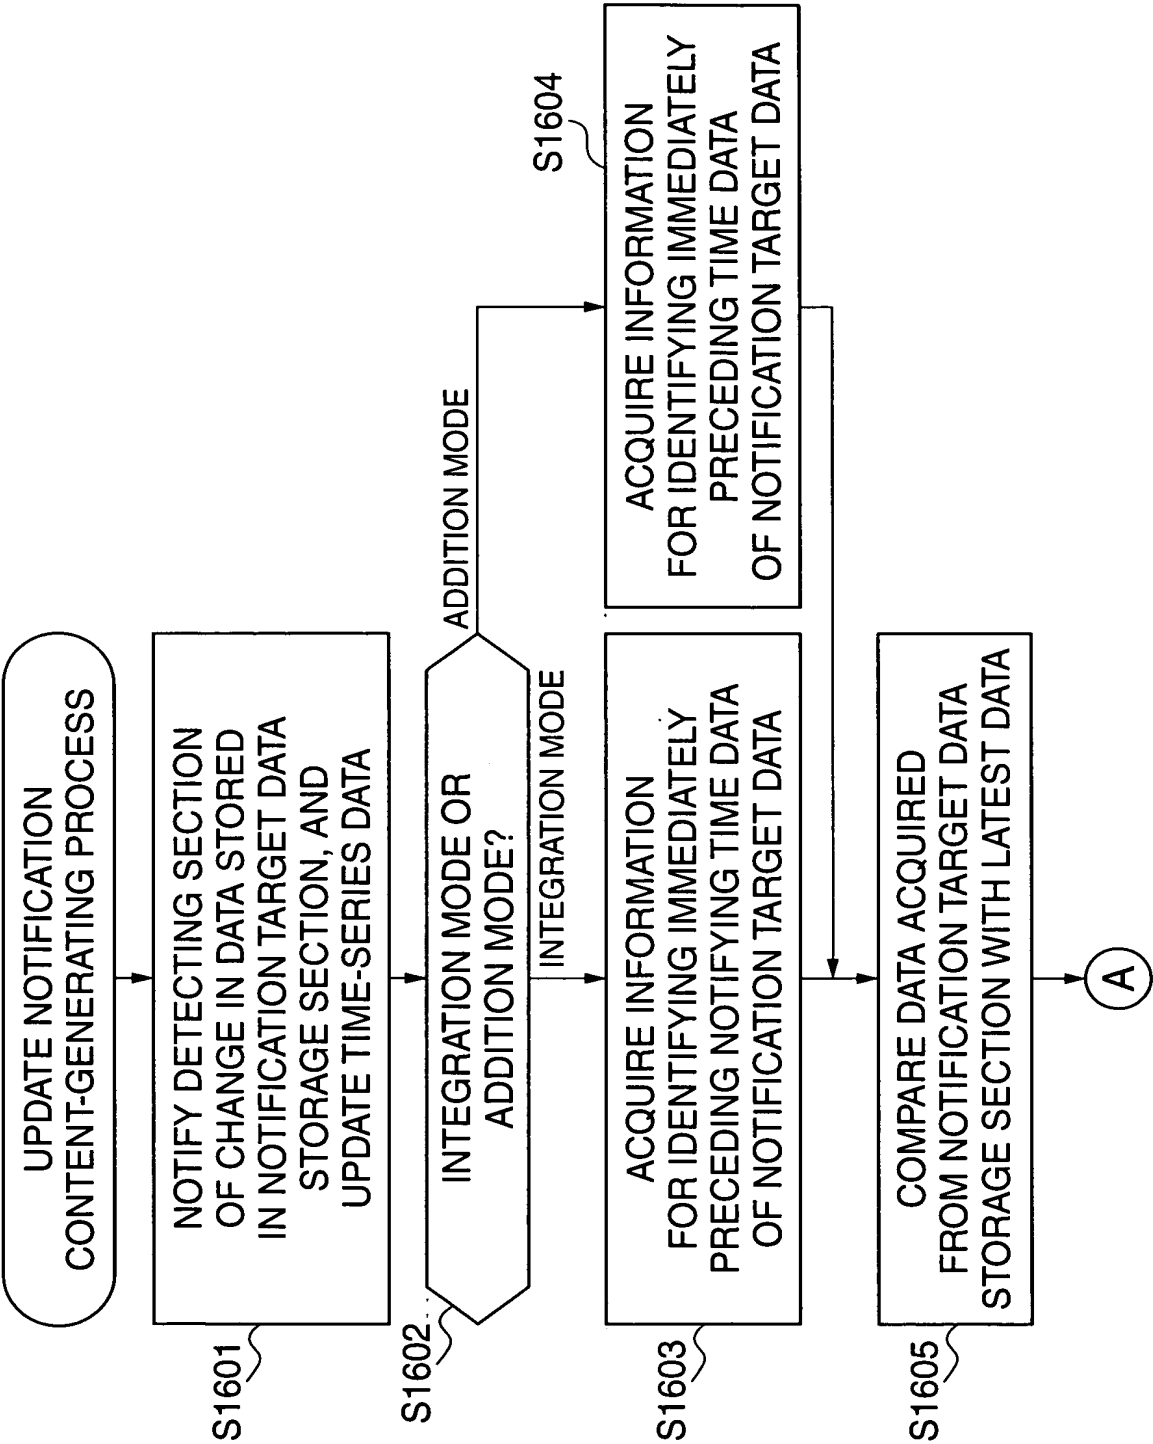 UPDATE NOTIFICATION
CONTENT-GENERATING PROCESS
S1601
NOTIFY DETECTING SECTION
OF CHANGE IN DATA STORED
IN NOTIFICATION TARGET DATA
STORAGE SECTION, AND
UPDATE TIME-SERIES DATA
S1602
INTEGRATION MODE OR
ADDITION MODE?
ADDITION MODE
INTEGRATION MODE
S1603
ACQUIRE INFORMATION
FOR IDENTIFYING IMMEDIATELY
PRECEDING NOTIFYING TIME DATA
OF NOTIFICATION TARGET DATA
S1604
ACQUIRE INFORMATION
FOR IDENTIFYING IMMEDIATELY
PRECEDING TIME DATA
OF NOTIFICATION TARGET DATA
S1605
COMPARE DATA ACQUIRED
FROM NOTIFICATION TARGET DATA
STORAGE SECTION WITH LATEST DATA
A